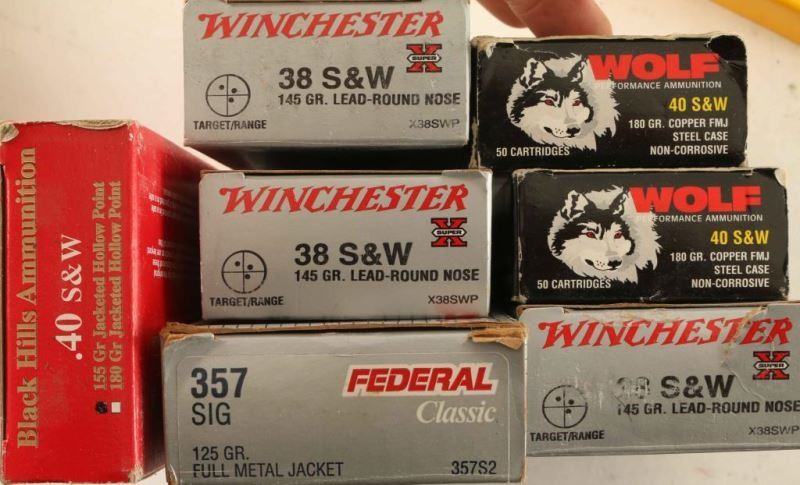 WINCHESTER
38 S&W
SUPER X
145 GR. LEAD-ROUND NOSE
TARGET/RANGE
X38SWP
WOLF
PERFORMANCE AMMUNITION
40 S&W
180 GR. COPPER FMJ
STEEL CASE
50 CARTRIDGES
NON-CORROSIVE
Black Hills Ammunition
.40 S&W
155 Gr Jacketed Hollow Point
180 Gr Jacketed Hollow Point
WINCHESTER
38 S&W
SUPER X
145 GR. LEAD-ROUND NOSE
TARGET/RANGE
X38SWP
WOLF
PERFORMANCE AMMUNITION
40 S&W
180 GR. COPPER FMJ
STEEL CASE
50 CARTRIDGES
NON-CORROSIVE
357
SIG
FEDERAL
Classic
125 GR.
FULL METAL JACKET
357S2
WINCHESTER
38 S&W
SUPER X
145 GR. LEAD-ROUND NOSE
TARGET/RANGE
X38SWP